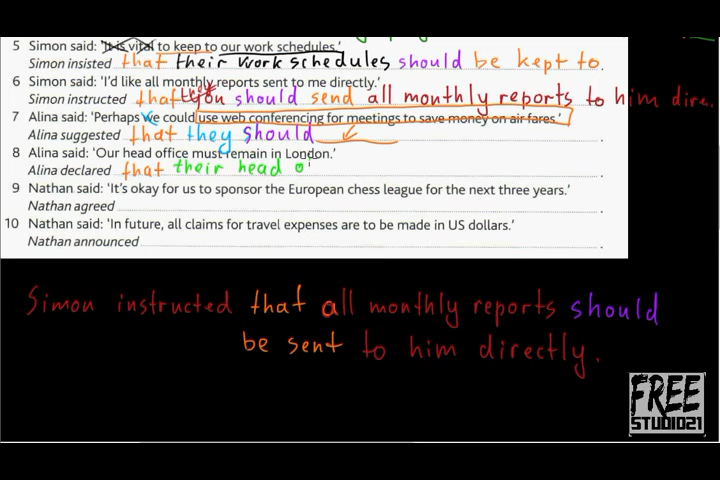 5 Simon said: 'It is vital to keep to our work schedules.'
Simon insisted that their work schedules should be kept to.
6 Simon said: 'I'd like all monthly reports sent to me directly.'
they
Simon instructed that you should send all monthly reports to him dire.
7 Alina said: 'Perhaps we could use web conferencing for meetings to save money on air fares.'
Alina suggested that they should .
8 Alina said: 'Our head office must remain in London.'
Alina declared that their head o .
9 Nathan said: 'It's okay for us to sponsor the European chess league for the next three years.'
Nathan agreed .
10 Nathan said: 'In future, all claims for travel expenses are to be made in US dollars.'
Nathan announced .
Simon instructed that all monthly reports should
be sent to him directly.
FREE
STUDIO21